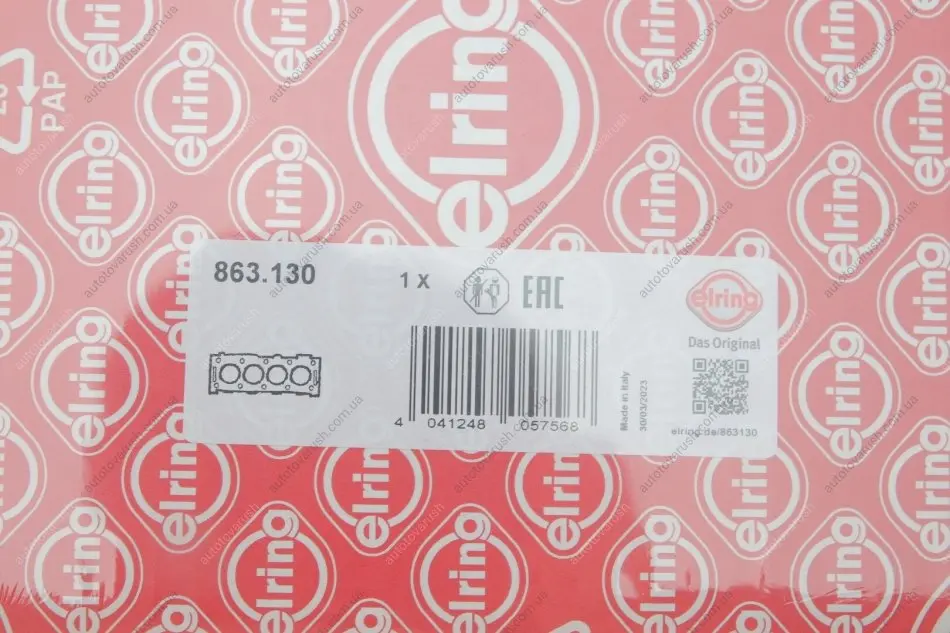 elring
20
PAP
863.130
1 X
EAC
elring
Das Original
4 041248 057568
Made in Italy
30/03/2023
elring.de/863130
autotovarush.com.ua